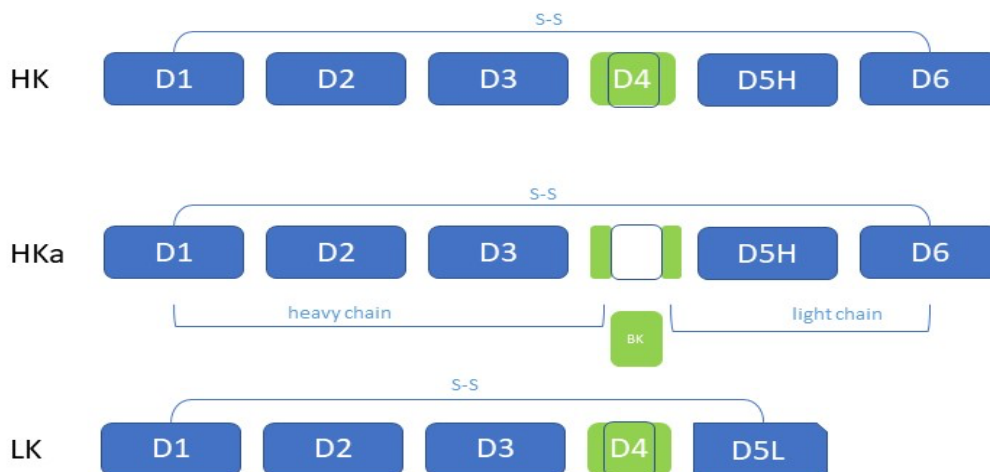 S-S
HK D1 D2 D3 D4 D5H D6
S-S
HKa D1 D2 D3 D5H D6
heavy chain light chain
BK
S-S
LK D1 D2 D3 D4 D5L